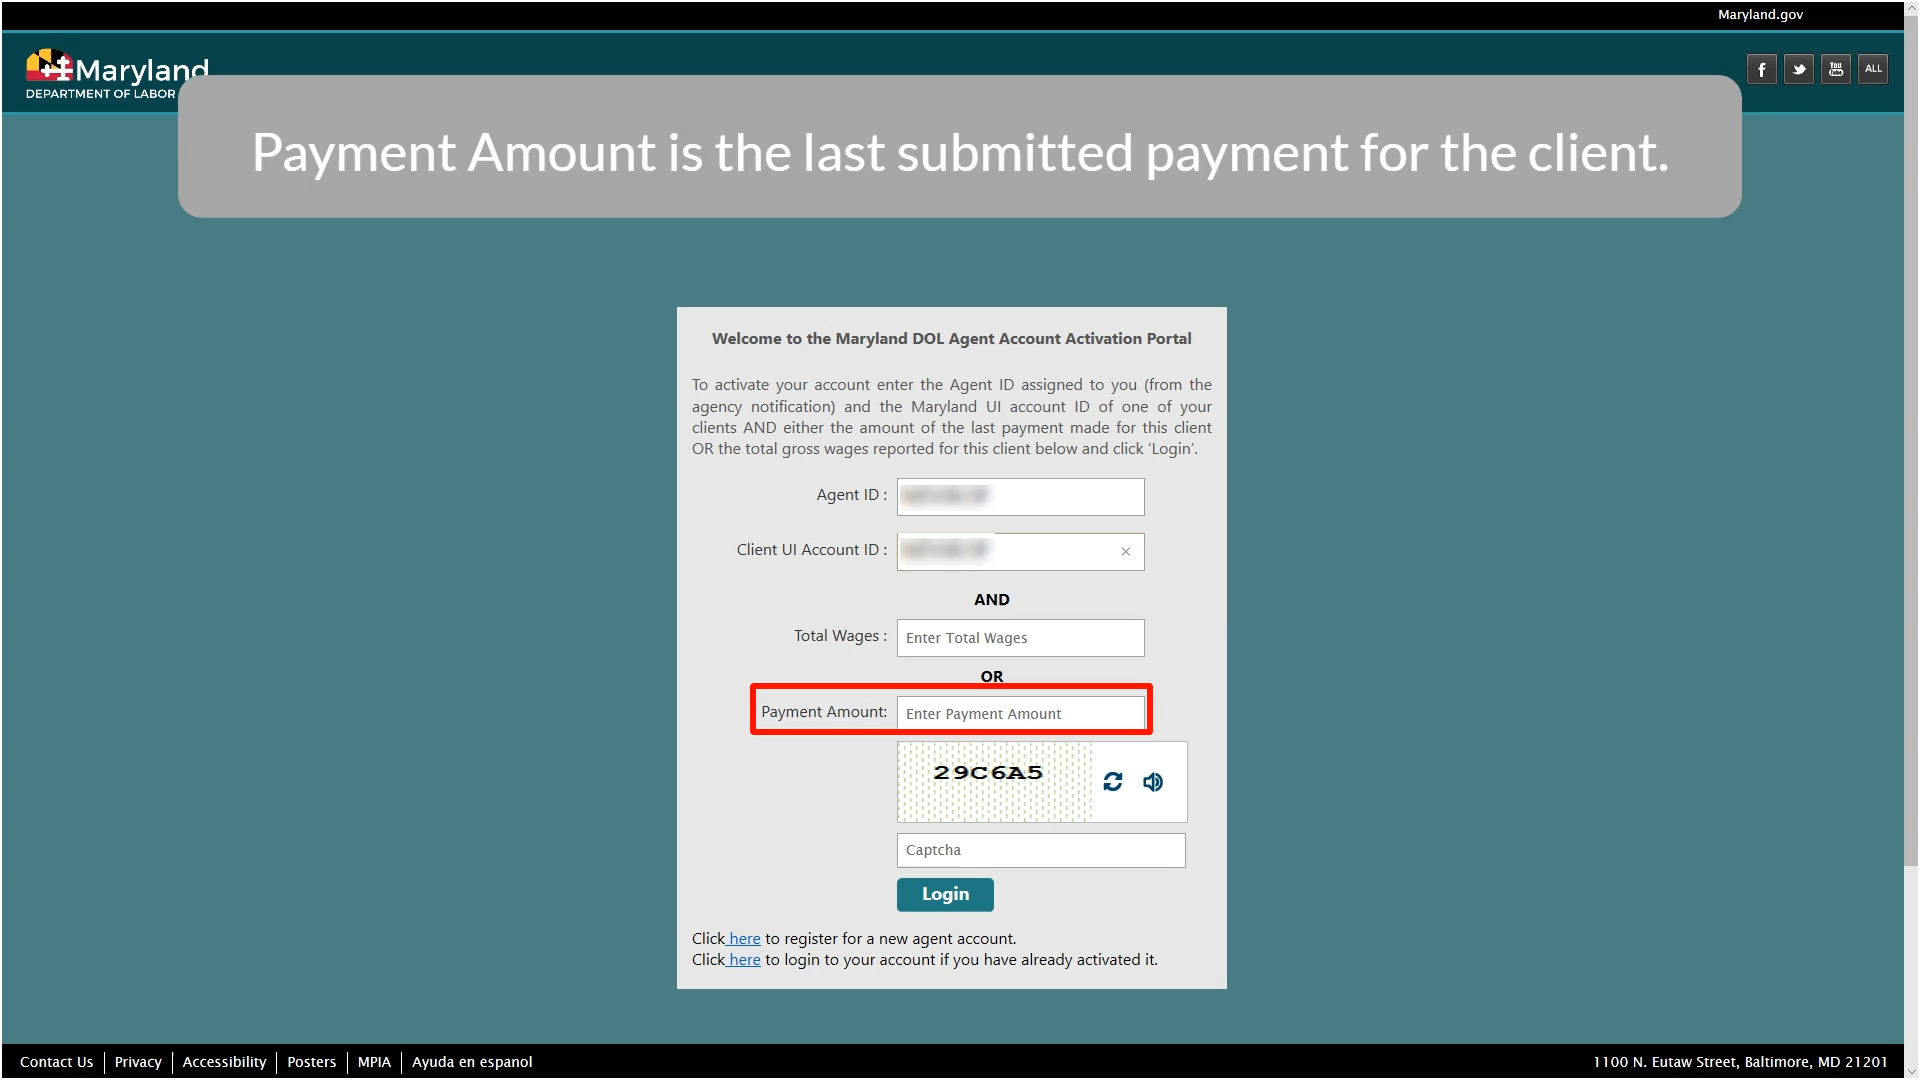 Maryland.gov
Maryland
DEPARTMENT OF LABOR
f
You
Tube
ALL
Payment Amount is the last submitted payment for the client.
Welcome to the Maryland DOL Agent Account Activation Portal
To activate your account enter the Agent ID assigned to you (from the
agency notification) and the Maryland UI account ID of one of your
clients AND either the amount of the last payment made for this client
OR the total gross wages reported for this client below and click ‘Login’.
Agent ID :
Client UI Account ID :
AND
Total Wages : Enter Total Wages
OR
Payment Amount: Enter Payment Amount
29C6A5
Captcha
Login
Click here to register for a new agent account.
Click here to login to your account if you have already activated it.
Contact Us Privacy Accessibility Posters MPIA Ayuda en espanol 1100 N. Eutaw Street, Baltimore, MD 21201